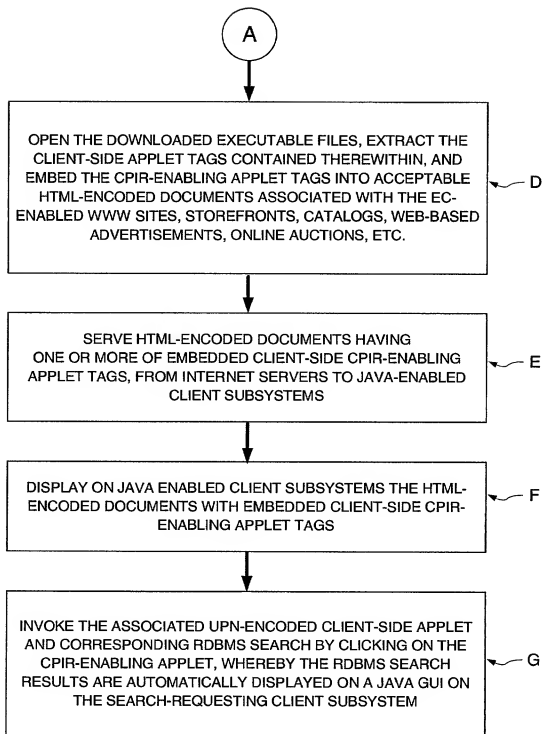 A
OPEN THE DOWNLOADED EXECUTABLE FILES, EXTRACT THE
CLIENT-SIDE APPLET TAGS CONTAINED THEREWITHIN, AND
EMBED THE CPIR-ENABLING APPLET TAGS INTO ACCEPTABLE
HTML-ENCODED DOCUMENTS ASSOCIATED WITH THE EC-
ENABLED WWW SITES, STOREFRONTS, CATALOGS, WEB-BASED
ADVERTISEMENTS, ONLINE AUCTIONS, ETC.
D
SERVE HTML-ENCODED DOCUMENTS HAVING
ONE OR MORE OF EMBEDDED CLIENT-SIDE CPIR-ENABLING
APPLET TAGS, FROM INTERNET SERVERS TO JAVA-ENABLED
CLIENT SUBSYSTEMS
E
DISPLAY ON JAVA ENABLED CLIENT SUBSYSTEMS THE HTML-
ENCODED DOCUMENTS WITH EMBEDDED CLIENT-SIDE CPIR-
ENABLING APPLET TAGS
F
INVOKE THE ASSOCIATED UPN-ENCODED CLIENT-SIDE APPLET
AND CORRESPONDING RDBMS SEARCH BY CLICKING ON THE
CPIR-ENABLING APPLET, WHEREBY THE RDBMS SEARCH
RESULTS ARE AUTOMATICALLY DISPLAYED ON A JAVA GUI ON
THE SEARCH-REQUESTING CLIENT SUBSYSTEM
G